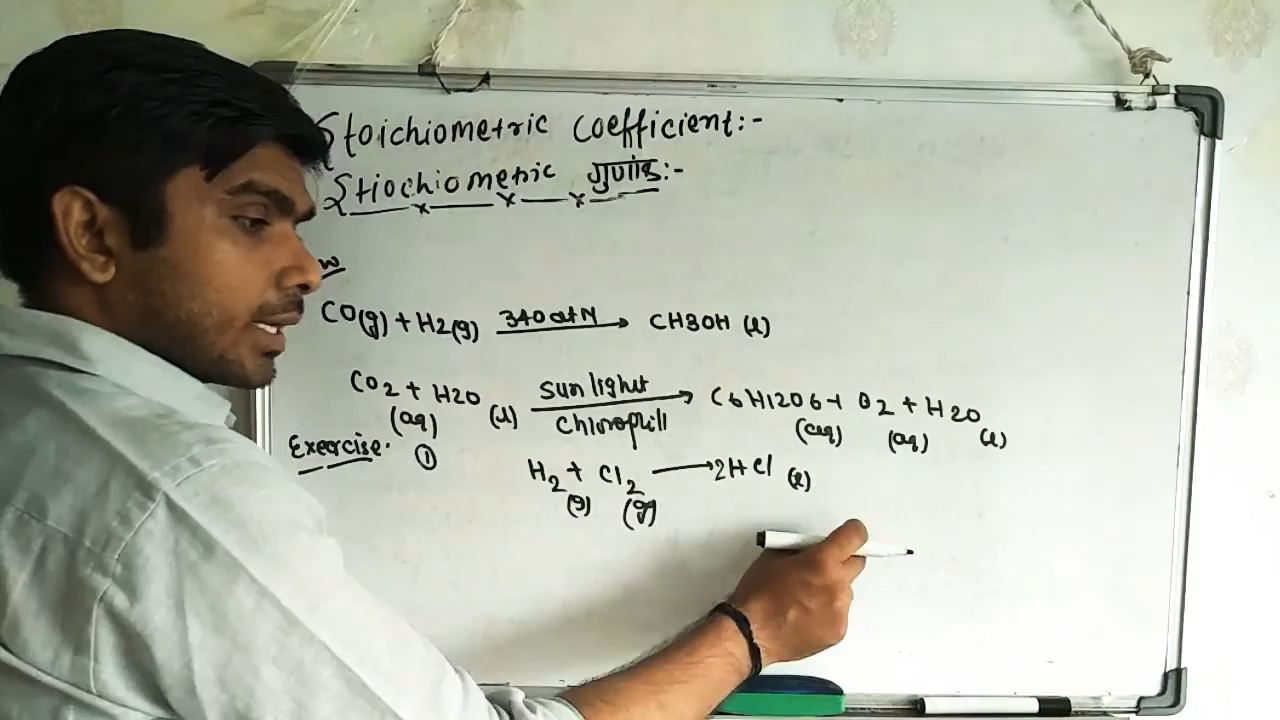 Stoichiometric coefficient:-
Stiochiometric गुणांक:-
CO(g) + H2(g) 340atM → CH3OH (l)
CO2 (aq) + H2O (l) Sunlight Chlorophill → C6H12O6 (aq) + O2 (aq) + H2O (l)
Exercise. ① H2 (g) + Cl2 (g) → 2HCl (l)